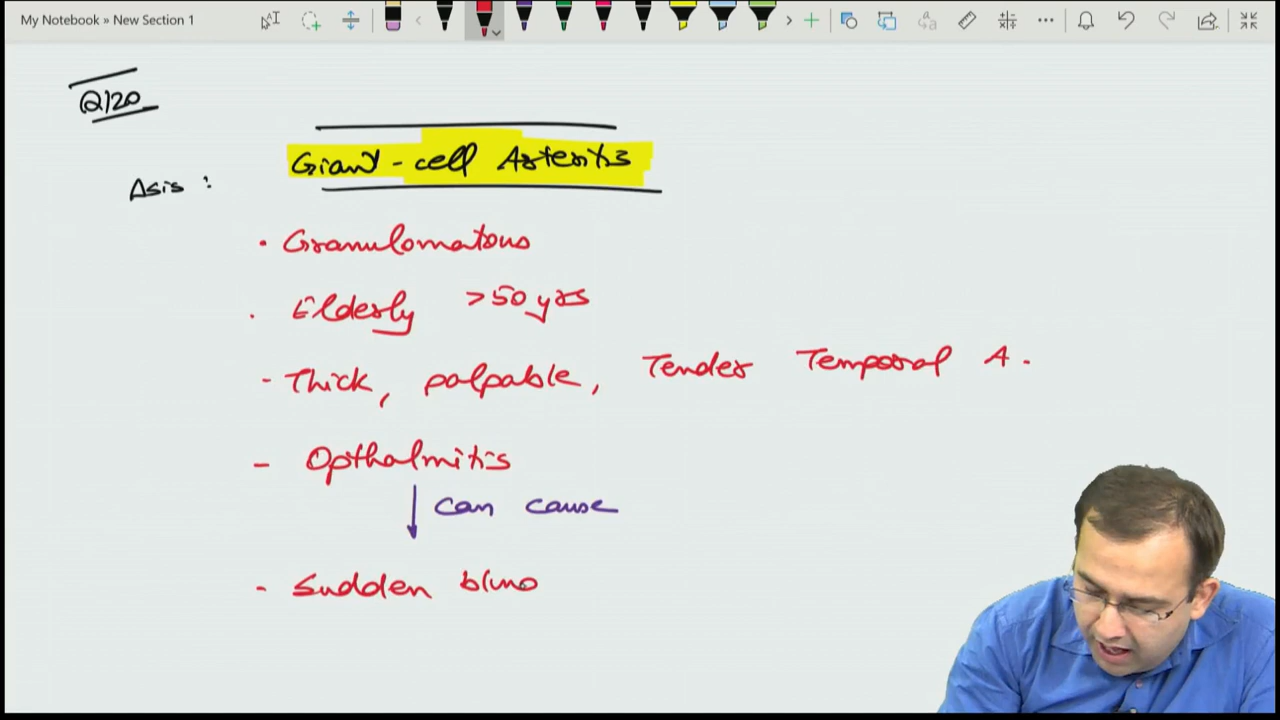 My Notebook » New Section 1
Q120
Giant-cell Arteritis
Asis :
• Granulomatous
• Elderly >50 yrs
- Thick, palpable, Tender Temporal A.
- Opthalmitis
can cause
- Sudden blind